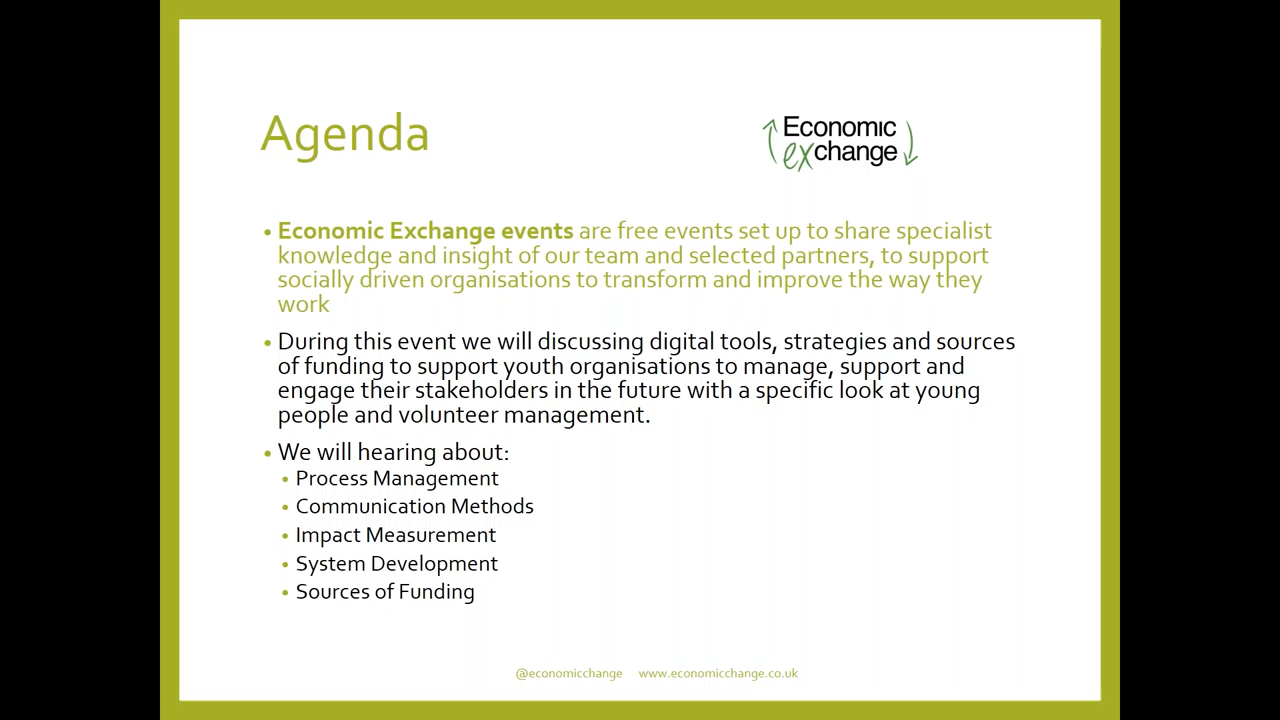 Agenda
Economic
exchange
• Economic Exchange events are free events set up to share specialist
knowledge and insight of our team and selected partners, to support
socially driven organisations to transform and improve the way they
work
• During this event we will discussing digital tools, strategies and sources
of funding to support youth organisations to manage, support and
engage their stakeholders in the future with a specific look at young
people and volunteer management.
• We will hearing about:
• Process Management
• Communication Methods
• Impact Measurement
• System Development
• Sources of Funding
@economicchange www.economicchange.co.uk